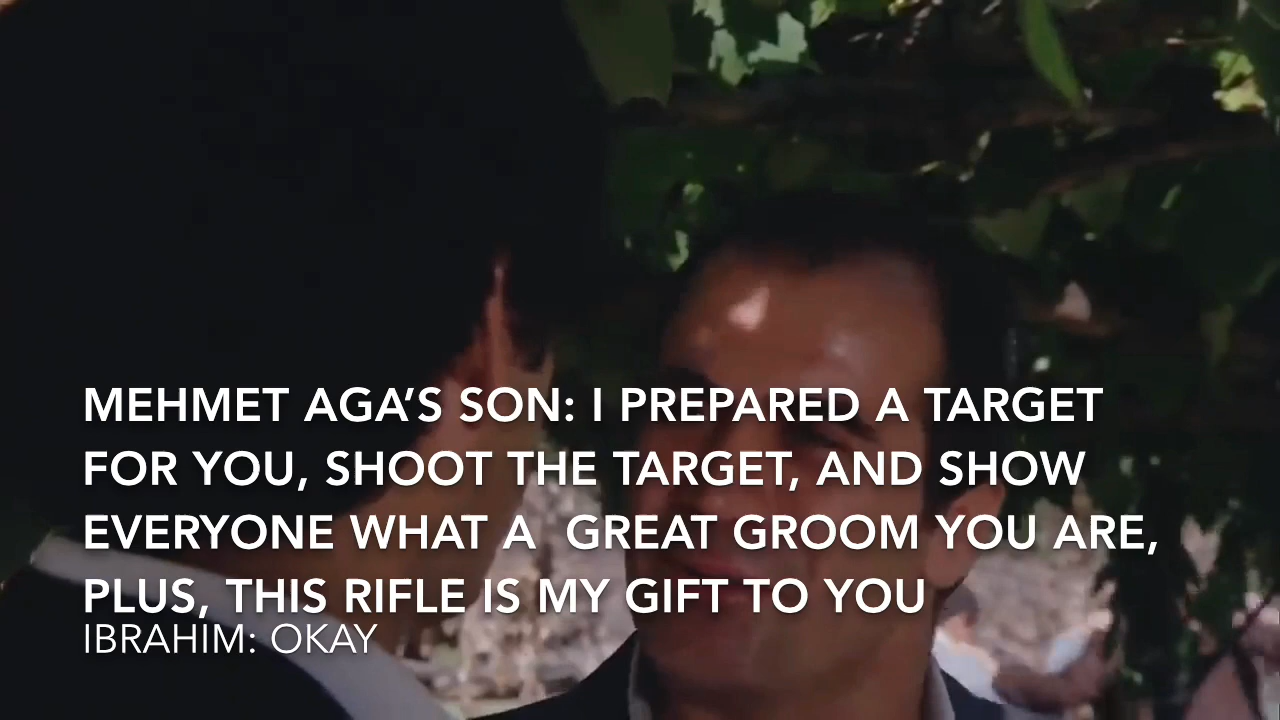 MEHMET AGA’S SON: I PREPARED A TARGET
FOR YOU, SHOOT THE TARGET, AND SHOW
EVERYONE WHAT A  GREAT GROOM YOU ARE,
PLUS, THIS RIFLE IS MY GIFT TO YOU
IBRAHIM: OKAY